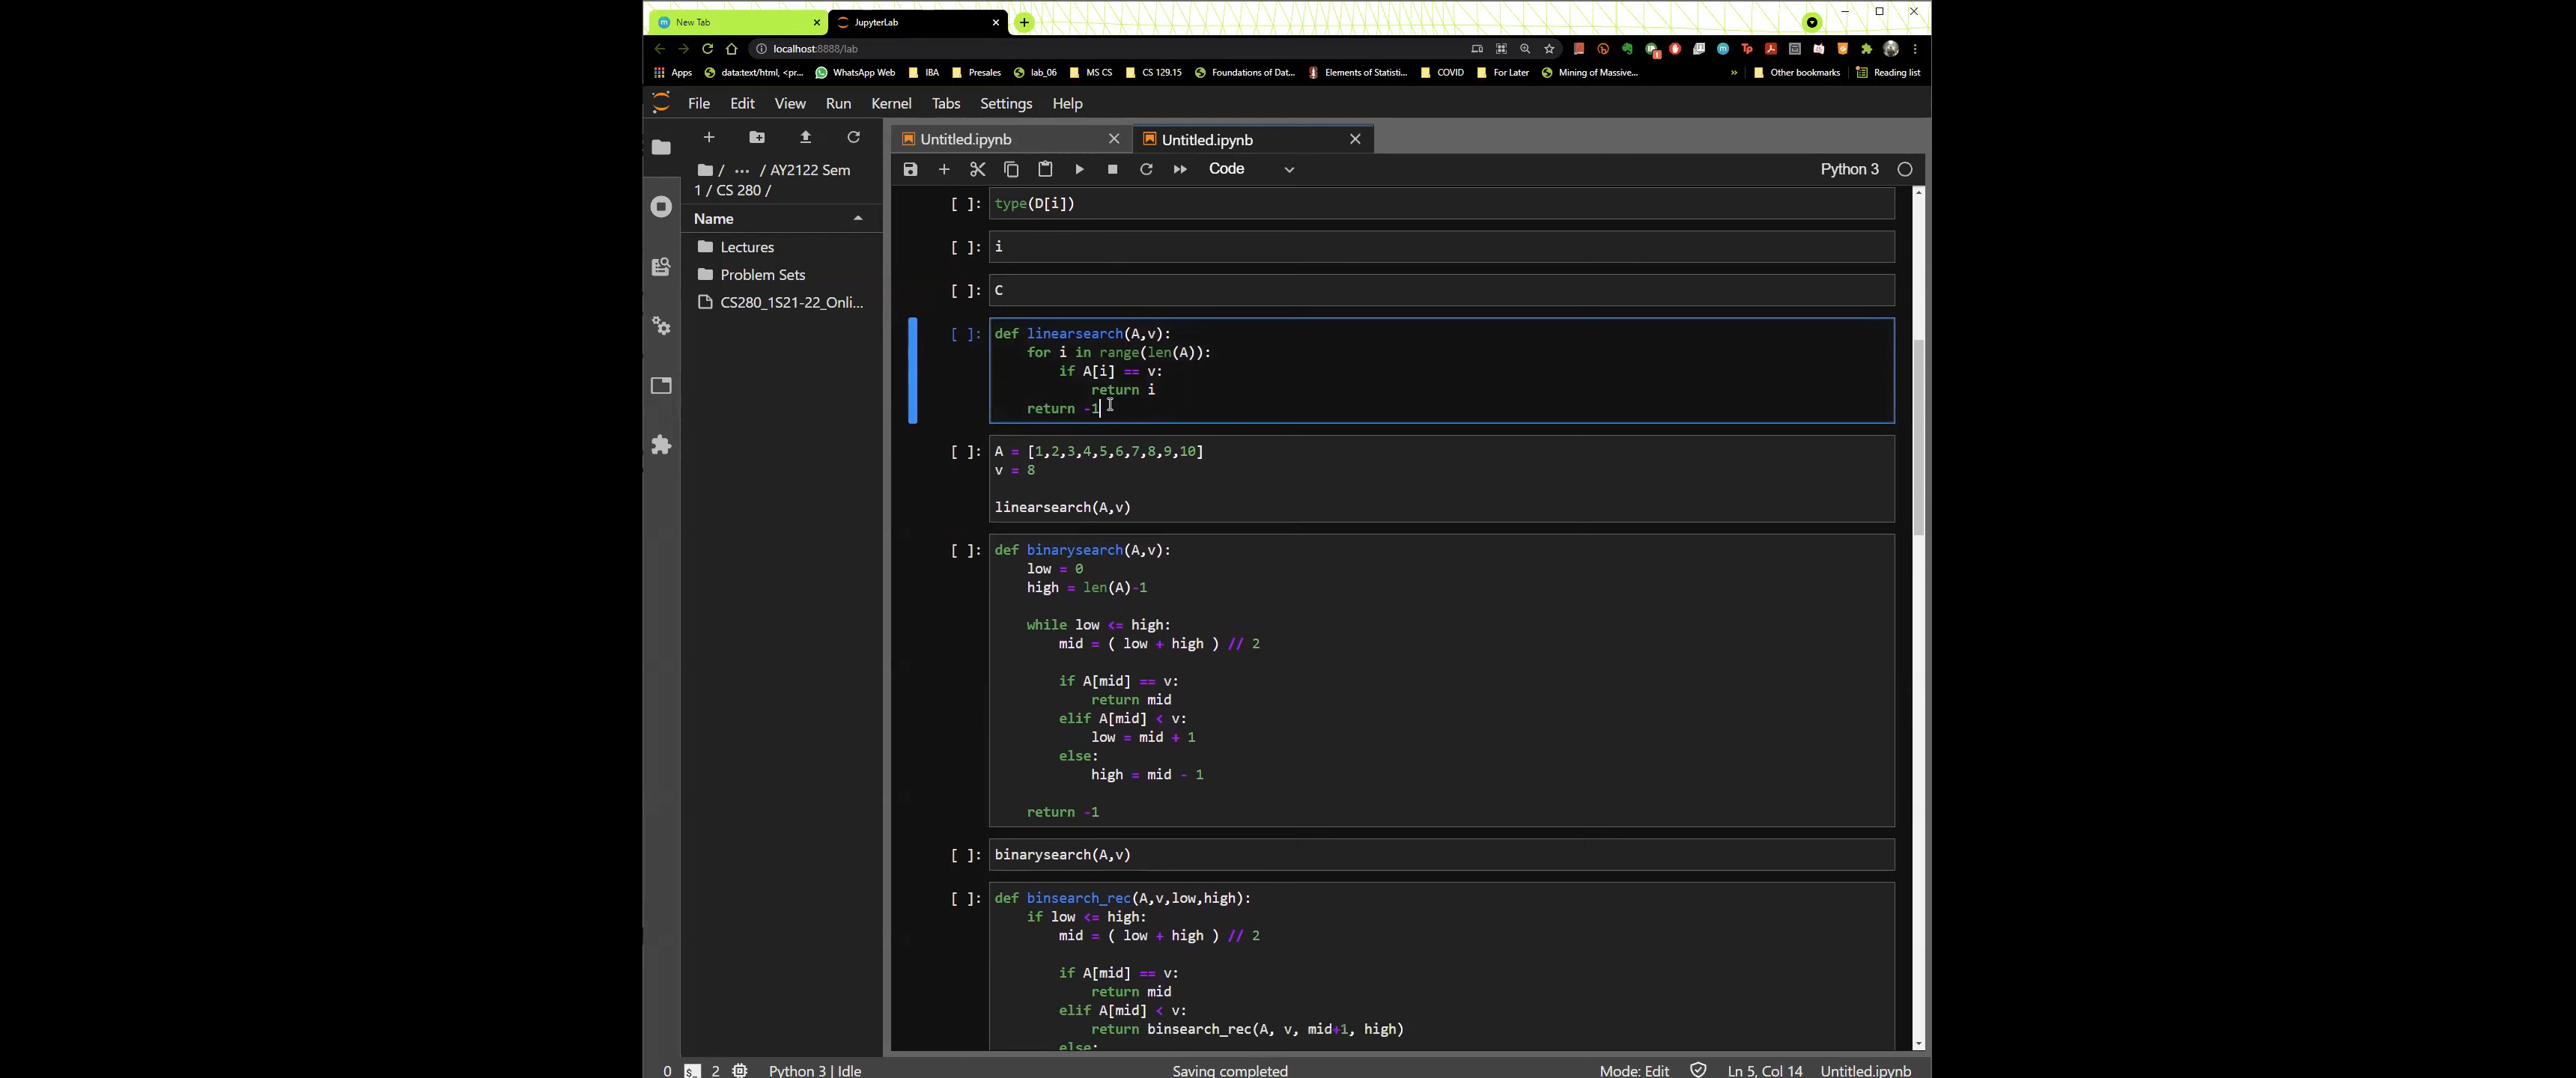 New Tab
JupyterLab
localhost:8888/lab
Apps data:text/html, <pr... WhatsApp Web IBA Presales lab_06 MS CS CS 129.15 Foundations of Dat... Elements of Statisti... COVID For Later Mining of Massive... » Other bookmarks Reading list
File Edit View Run Kernel Tabs Settings Help
/ ... / AY2122 Sem
1 / CS 280 /
Name
Lectures
Problem Sets
CS280_1S21-22_Onli...
Untitled.ipynb
Untitled.ipynb
Code
Python 3
[ ]: type(D[i])
[ ]: i
[ ]: C
[ ]: def linearsearch(A,v):
    for i in range(len(A)):
        if A[i] == v:
            return i
    return -1
[ ]: A = [1,2,3,4,5,6,7,8,9,10]
v = 8
linearsearch(A,v)
[ ]: def binarysearch(A,v):
    low = 0
    high = len(A)-1
    while low <= high:
        mid = ( low + high ) // 2
        if A[mid] == v:
            return mid
        elif A[mid] < v:
            low = mid + 1
        else:
            high = mid - 1
    return -1
[ ]: binarysearch(A,v)
[ ]: def binsearch_rec(A,v,low,high):
    if low <= high:
        mid = ( low + high ) // 2
        if A[mid] == v:
            return mid
        elif A[mid] < v:
            return binsearch_rec(A, v, mid+1, high)
        else:
0 $_ 2 Python 3 | Idle
Saving completed
Mode: Edit
Ln 5, Col 14
Untitled.ipynb